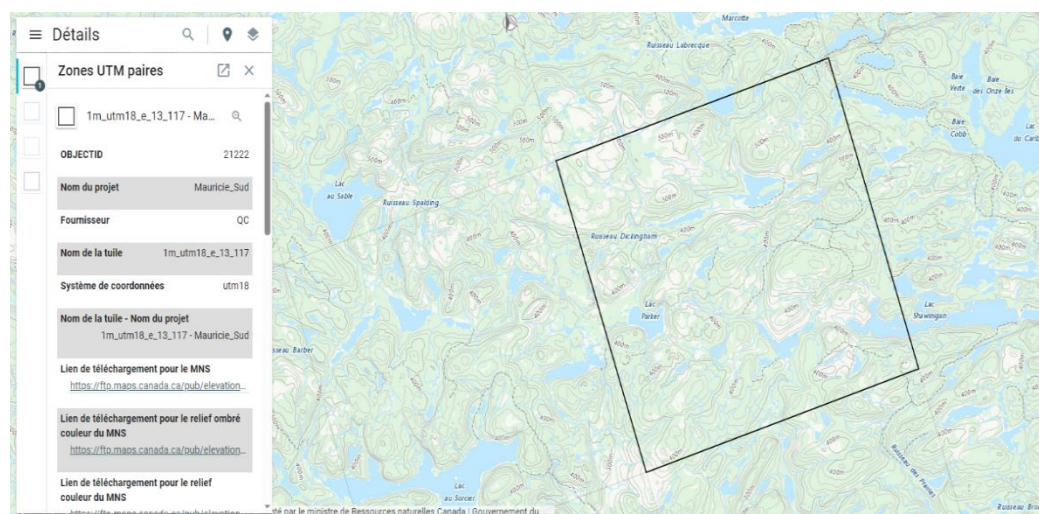 Détails
Zones UTM paires
1
1m_utm18_e_13_117 - Ma...
OBJECTID 21222
Nom du projet Mauricie_Sud
Fournisseur QC
Nom de la tuile 1m_utm18_e_13_117
Système de coordonnées utm18
Nom de la tuile - Nom du projet
1m_utm18_e_13_117 - Mauricie_Sud
Lien de téléchargement pour le MNS
https://ftp.maps.canada.ca/pub/elevation...
Lien de téléchargement pour le relief ombré
couleur du MNS
https://ftp.maps.canada.ca/pub/elevation...
Lien de téléchargement pour le relief
couleur du MNS
Marcotte
Ruisseau Labrecque
Baie
Verte
Baie
des Onze Îles
Baie
Cobb
Lac
Lac
au Sable
Ruisseau Spalding
Ruisseau Dickingham
Lac
Parker
Lac
Shawinigan
Lac
au Sorcier
Ruisseau des Prairies
par le ministre de Ressources naturelles Canada | Gouvernement du ...